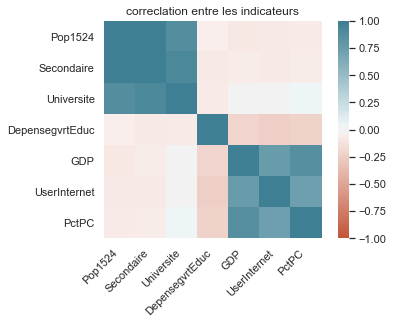 correclation entre les indicateurs
Pop1524
Secondaire
Universite
DepensegvrtEduc
GDP
UserInternet
PctPC
Pop1524
Secondaire
Universite
DepensegvrtEduc
GDP
UserInternet
PctPC
1.00
0.75
0.50
0.25
0.00
−0.25
−0.50
−0.75
−1.00